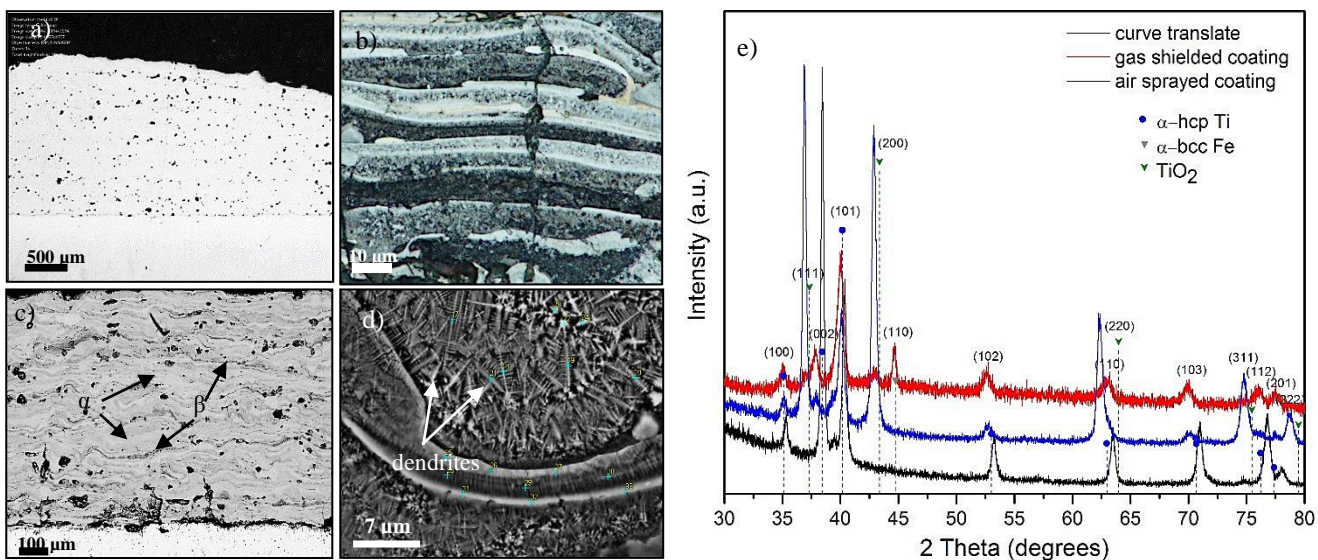 a)
500 µm
b)
10 µm
c)
α
β
100 µm
d)
dendrites
7 µm
e)
curve translate
gas shielded coating
air sprayed coating
α-hcp Ti
α-bcc Fe
TiO2
(200)
(101)
(111)
(002)
(110)
(100)
(102)
(220)
(103)
(311)
(112)
(201)
Intensity (a.u.)
30 35 40 45 50 55 60 65 70 75 80
2 Theta (degrees)